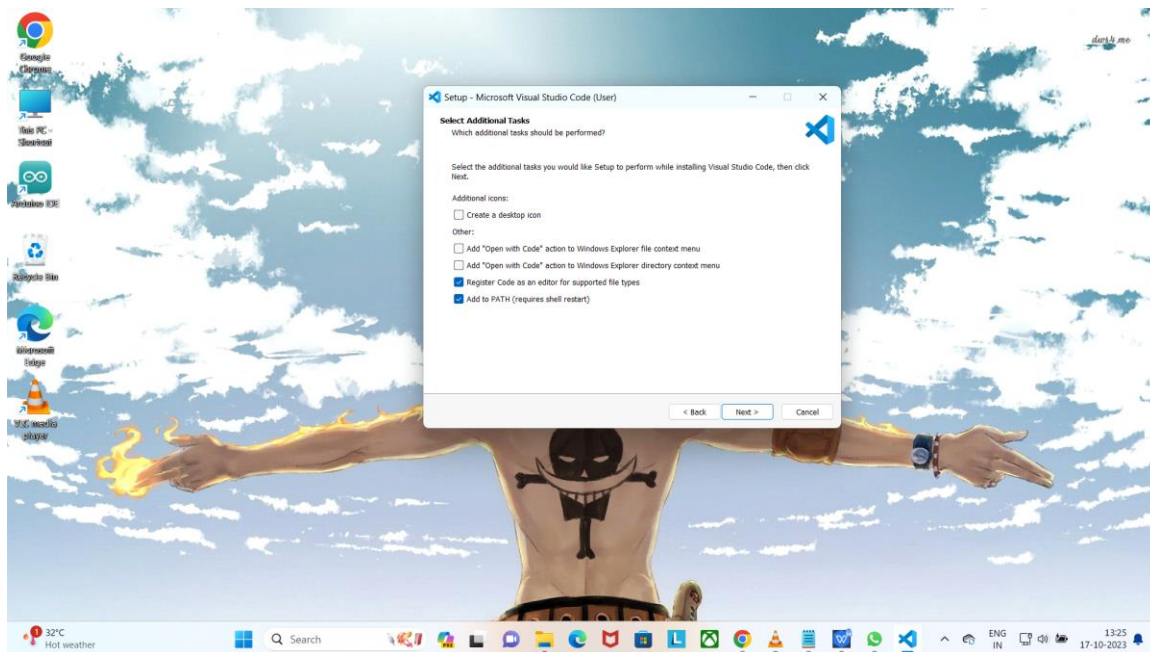 Google
Chrome
This PC -
Shortcut
Arduino IDE
Recycle Bin
Microsoft
Edge
VLC media
player
dws4.me
Setup - Microsoft Visual Studio Code (User)
Select Additional Tasks
Which additional tasks should be performed?
Select the additional tasks you would like Setup to perform while installing Visual Studio Code, then click
Next.
Additional icons:
Create a desktop icon
Other:
Add "Open with Code" action to Windows Explorer file context menu
Add "Open with Code" action to Windows Explorer directory context menu
Register Code as an editor for supported file types
Add to PATH (requires shell restart)
< Back
Next >
Cancel
1
32°C
Hot weather
Search
PRE
L
W
ENG
IN
13:25
17-10-2023